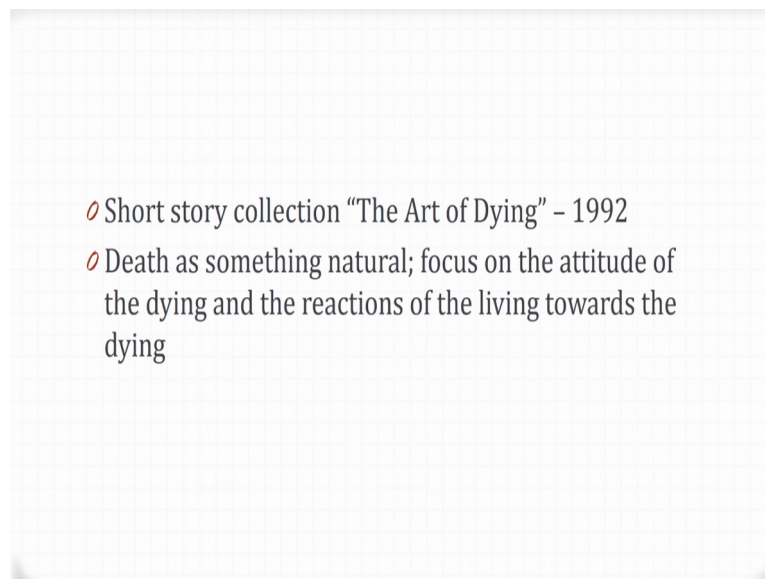 Short story collection “The Art of Dying” – 1992
Death as something natural; focus on the attitude of
the dying and the reactions of the living towards the
dying